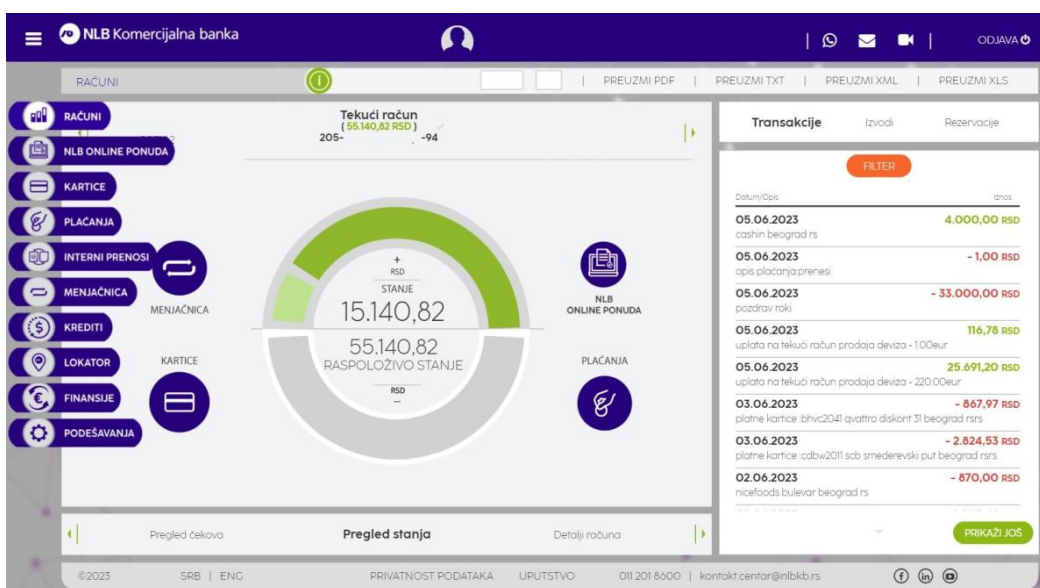 NLB Komercijalna banka
ODJAVA
RAČUNI
PREUZMI PDF | PREUZMI TXT | PREUZMI XML | PREUZMI XLS
RAČUNI
NLB ONLINE PONUDA
KARTICE
PLAĆANJA
INTERNI PRENOSI
MENJAČNICA
KREDITI
LOKATOR
FINANSIJE
PODEŠAVANJA
Tekući račun
( 55.140,82 RSD )
205- -94
MENJAČNICA
KARTICE
+
RSD
STANJE
15.140,82
55.140,82
RASPOLOŽIVO STANJE
RSD
–
NLB
ONLINE PONUDA
PLAĆANJA
Pregled čekova Pregled stanja Detalji računa
Transakcije Izvodi Rezervacije
FILTER
Datum/Opis Iznos
05.06.2023 4.000,00 RSD
cashin beograd rs
05.06.2023 - 1,00 RSD
opis plaćanja prenesi
05.06.2023 - 33.000,00 RSD
pozdrav roki
05.06.2023 116,78 RSD
uplata na tekući račun prodaja deviza - 1.00eur
05.06.2023 25.691,20 RSD
uplata na tekući račun prodaja deviza - 220.00eur
03.06.2023 - 867,97 RSD
platne kartice :bhvc2041 qvattro diskont 31 beograd rsrs
03.06.2023 - 2.824,53 RSD
platne kartice :cdbw2011 scb smederevski put beograd rsrs
02.06.2023 - 870,00 RSD
nicefoods bulevar beograd rs
PRIKAŽI JOŠ
©2023 SRB | ENG PRIVATNOST PODATAKA UPUTSTVO 011 201 8600 | kontakt.centar@nlbkb.rs